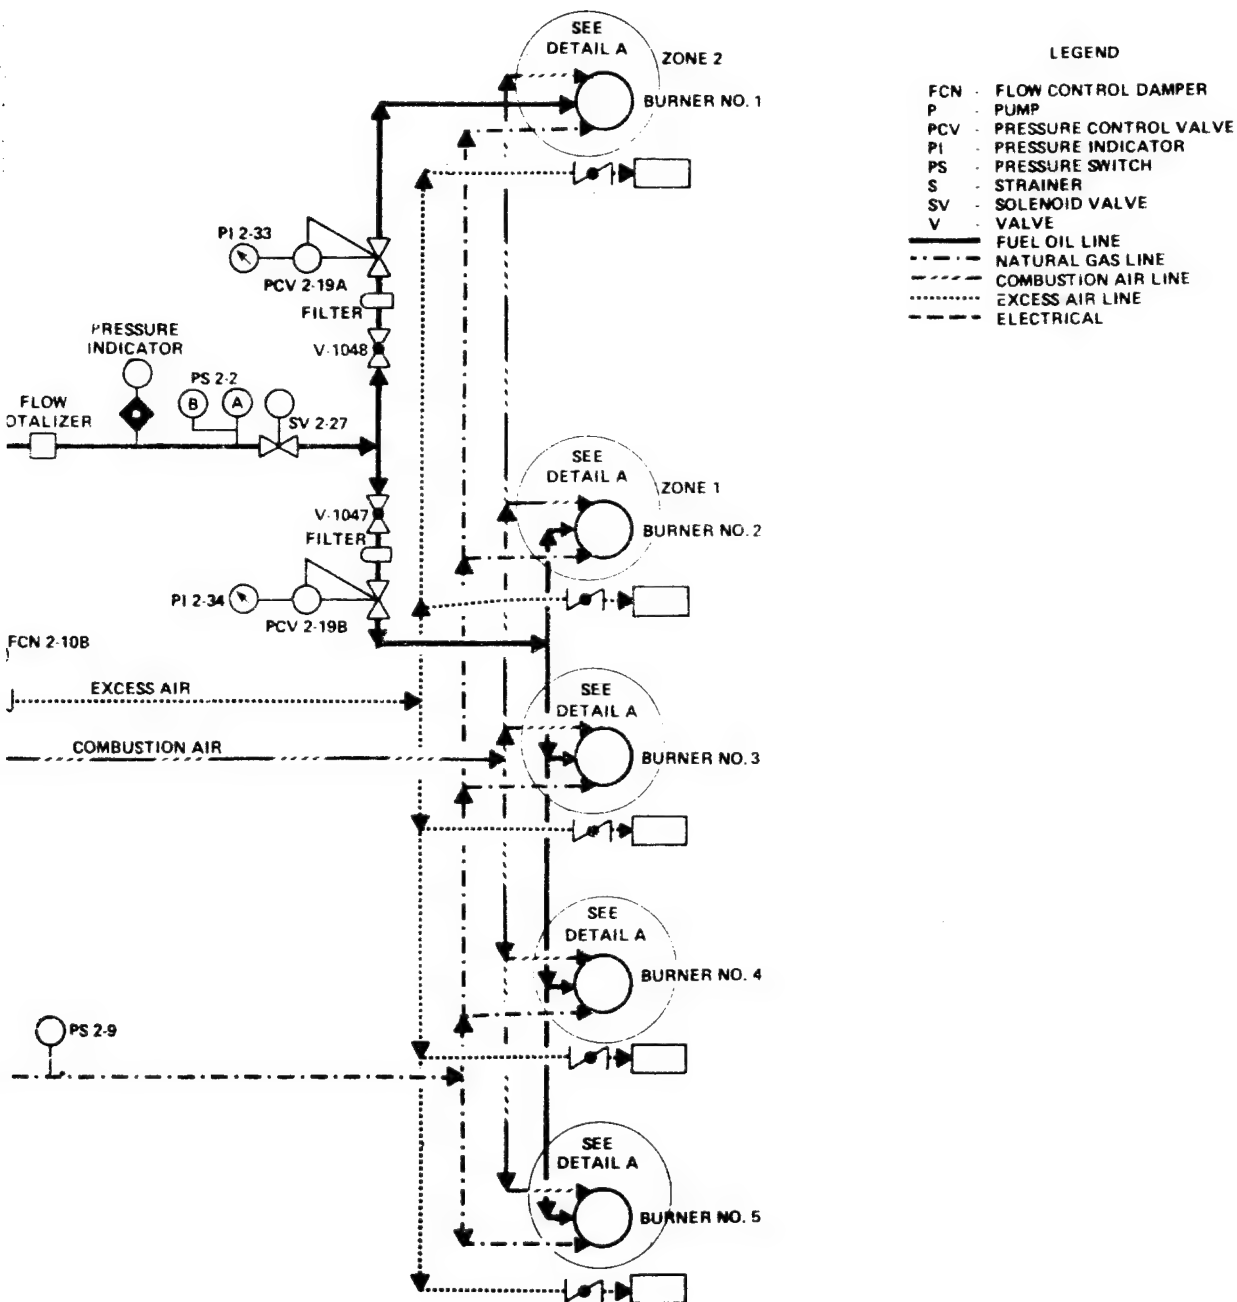 SEE
DETAIL A
ZONE 2
BURNER NO. 1
LEGEND
FCN - FLOW CONTROL DAMPER
P - PUMP
PCV - PRESSURE CONTROL VALVE
PI - PRESSURE INDICATOR
PS - PRESSURE SWITCH
S - STRAINER
SV - SOLENOID VALVE
V - VALVE
FUEL OIL LINE
NATURAL GAS LINE
COMBUSTION AIR LINE
EXCESS AIR LINE
ELECTRICAL
PI 2-33
PCV 2-19A
FILTER
V-1048
PRESSURE
INDICATOR
PS 2-2
B
A
SV 2-27
FLOW
OTALIZER
SEE
DETAIL A
ZONE 1
BURNER NO. 2
V-1047
FILTER
PI 2-34
PCV 2-19B
FCN 2-10B
EXCESS AIR
SEE
DETAIL A
COMBUSTION AIR
BURNER NO. 3
SEE
DETAIL A
BURNER NO. 4
PS 2-9
SEE
DETAIL A
BURNER NO. 5